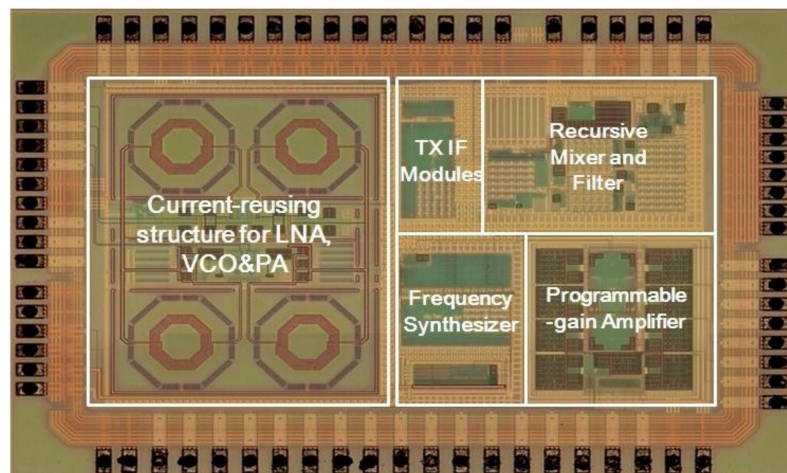 Current-reusing
structure for LNA,
VCO&PA
TX IF
Modules
Recursive
Mixer and
Filter
Frequency
Synthesizer
Programmable
-gain Amplifier